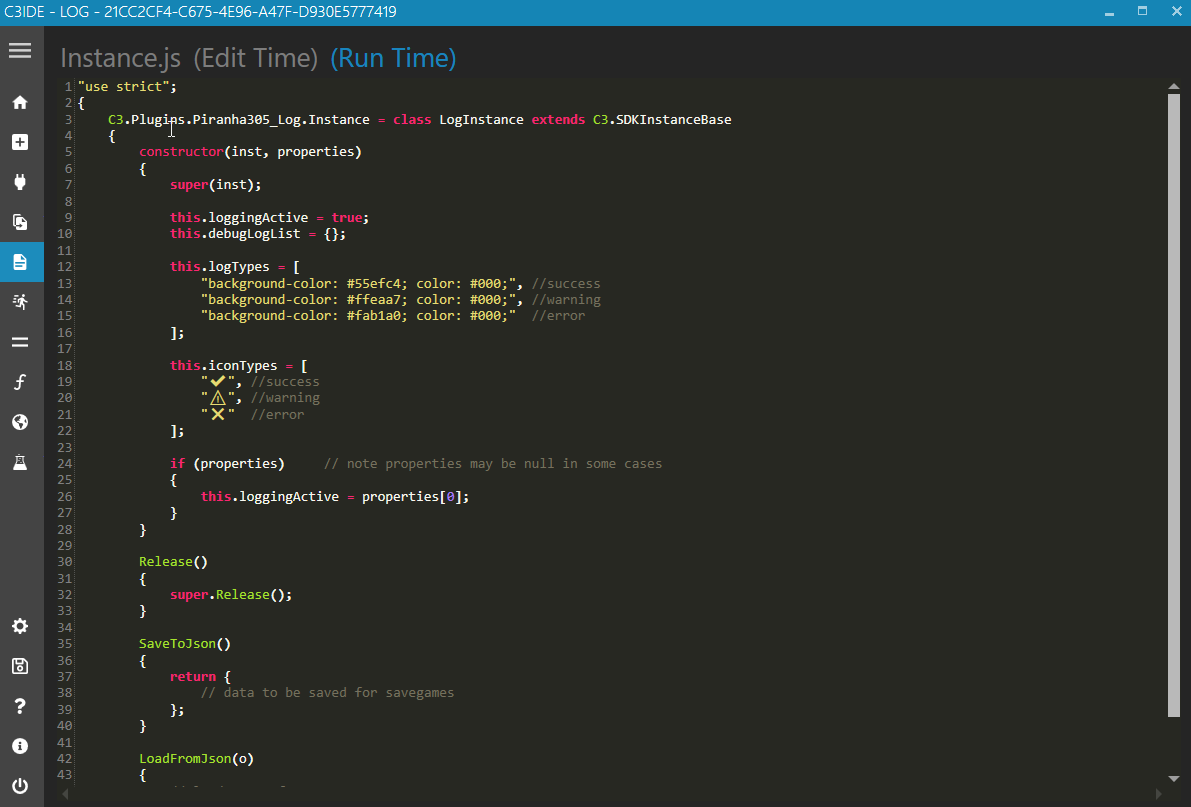 C3IDE - LOG - 21CC2CF4-C675-4E96-A47F-D930E5777419
Instance.js (Edit Time) (Run Time)
1 "use strict";
2 {
3 C3.Plugins.Piranha305_Log.Instance = class LogInstance extends C3.SDKInstanceBase
4 {
5 constructor(inst, properties)
6 {
7 super(inst);
8
9 this.loggingActive = true;
10 this.debugLogList = {};
11
12 this.logTypes = [
13 "background-color: #55efc4; color: #000;", //success
14 "background-color: #ffeaa7; color: #000;", //warning
15 "background-color: #fab1a0; color: #000;" //error
16 ];
17
18 this.iconTypes = [
19 "✔", //success
20 "⚠", //warning
21 "❌" //error
22 ];
23
24 if (properties) // note properties may be null in some cases
25 {
26 this.loggingActive = properties[0];
27 }
28 }
29
30 Release()
31 {
32 super.Release();
33 }
34
35 SaveToJson()
36 {
37 return {
38 // data to be saved for savegames
39 };
40 }
41
42 LoadFromJson(o)
43 {